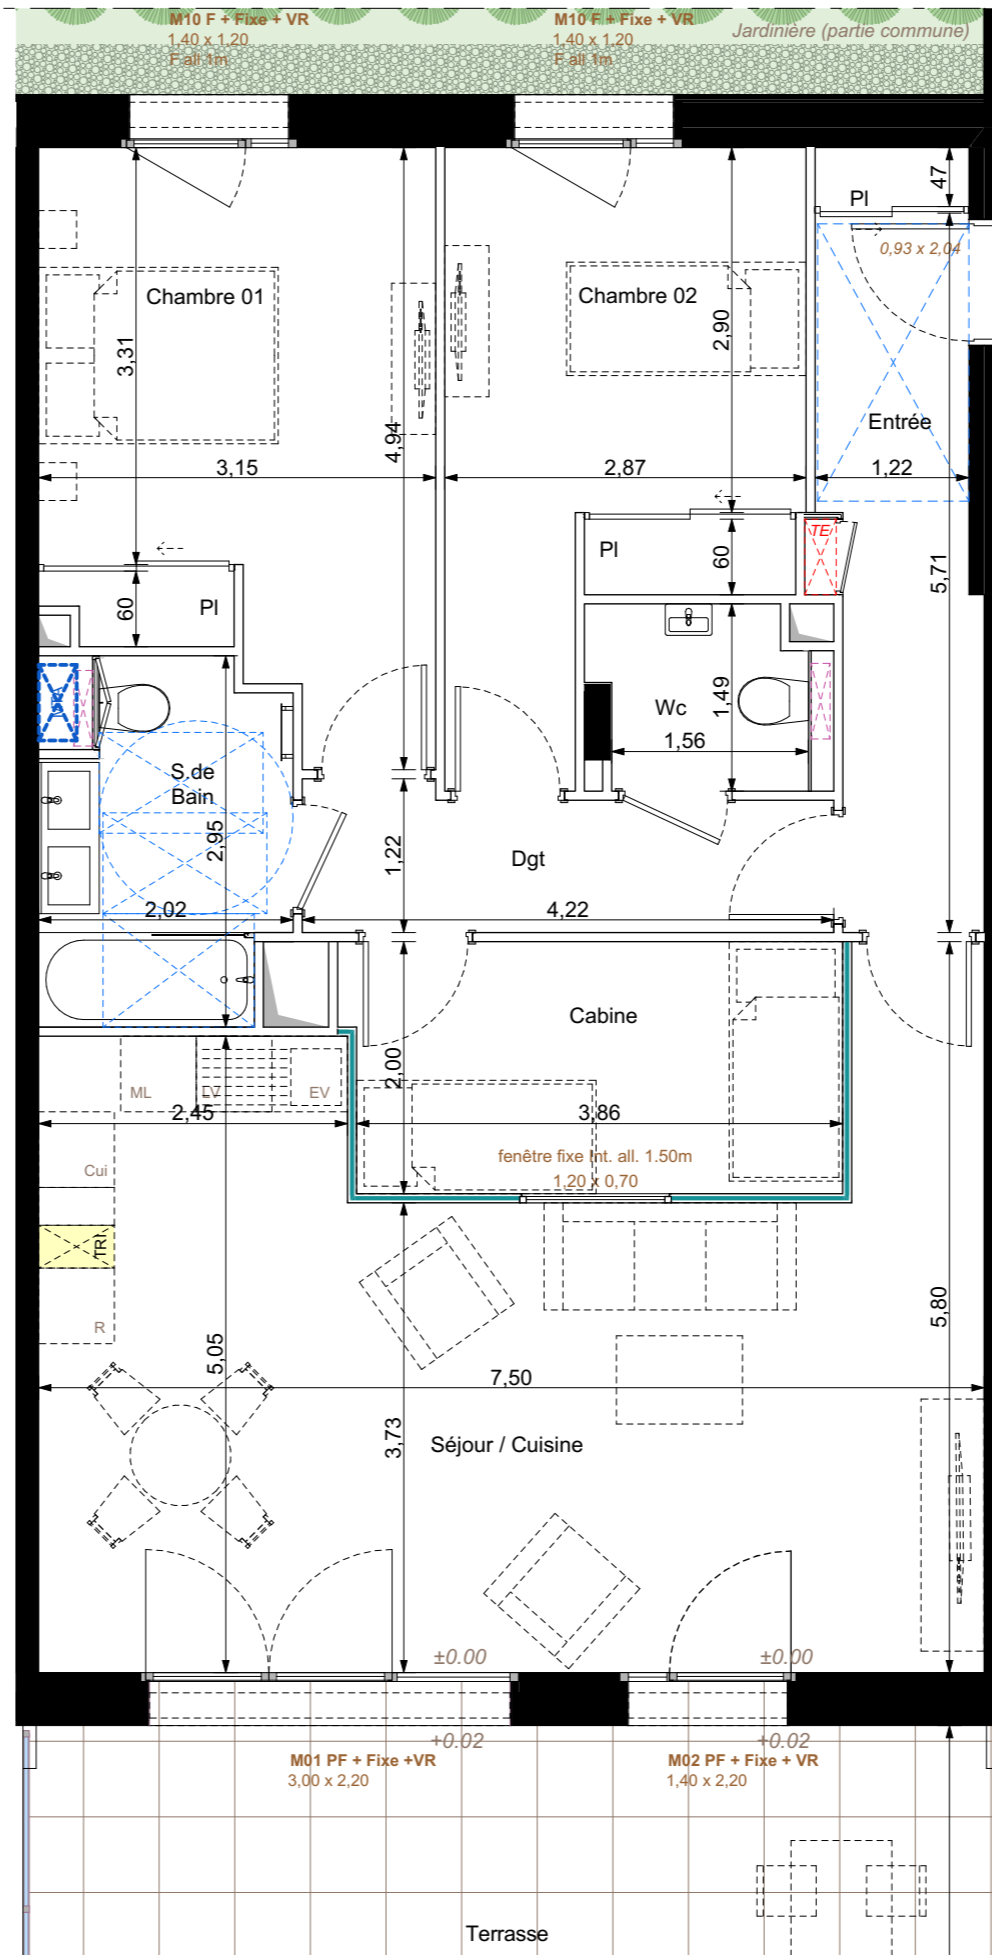 M10 F + Fixe + VR
1,40 x 1,20
F all 1m
M10 F + Fixe + VR
1,40 x 1,20
F all 1m
Jardinière (partie commune)
47
Pl
0,93 x 2,04
Chambre 01
Chambre 02
3,31
4,94
2,90
Entrée
3,15
2,87
1,22
TE
Pl
60
5,71
Pl
60
Wc
1,49
1,56
S.de
Bain
2,95
1,22
Dgt
2,02
4,22
Cabine
2,00
ML
LV
EV
2,45
3,86
fenêtre fixe int. all. 1.50m
1,20 x 0,70
Cui
TRI
R
5,05
5,80
7,50
3,73
Séjour / Cuisine
±0.00
±0.00
+0.02
+0.02
M01 PF + Fixe +VR
3,00 x 2,20
M02 PF + Fixe + VR
1,40 x 2,20
Terrasse